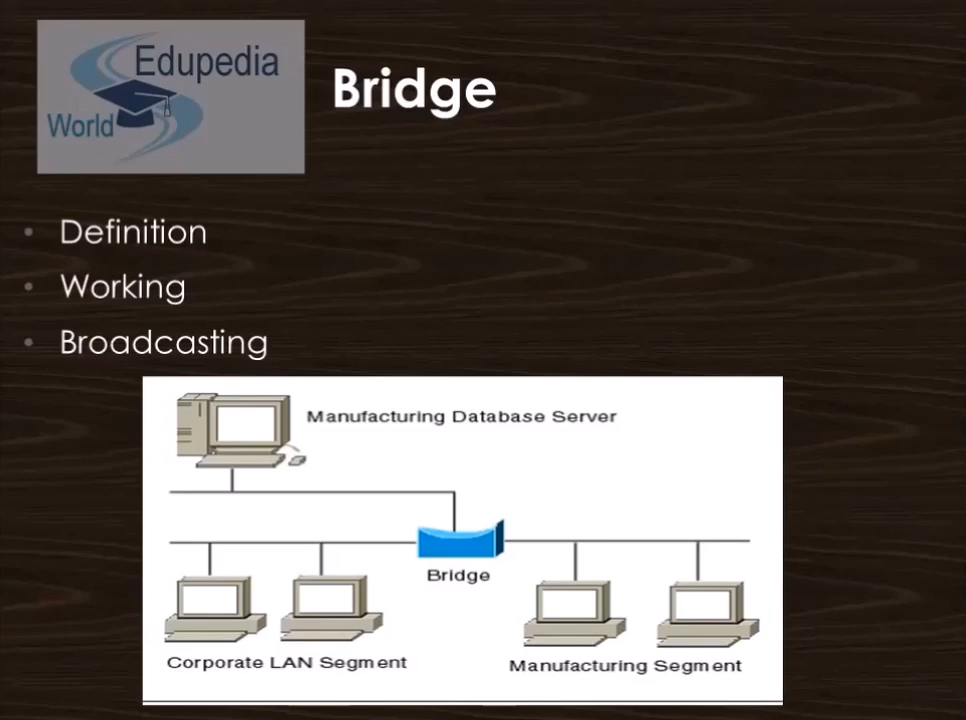 Edupedia
World
Bridge
• Definition
• Working
• Broadcasting
Manufacturing Database Server
Bridge
Corporate LAN Segment
Manufacturing Segment